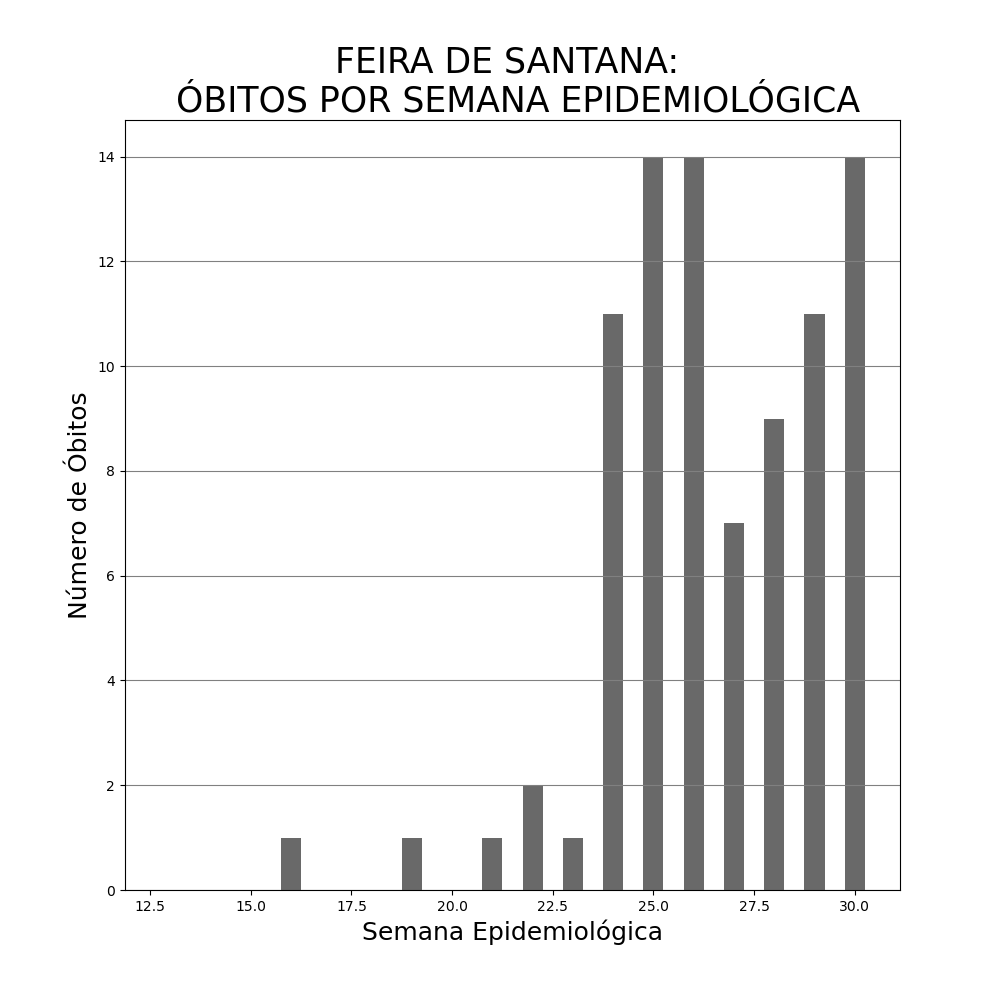 FEIRA DE SANTANA:
ÓBITOS POR SEMANA EPIDEMIOLÓGICA
14
12
10
8
6
4
2
0
Número de Óbitos
12.5 15.0 17.5 20.0 22.5 25.0 27.5 30.0
Semana Epidemiológica